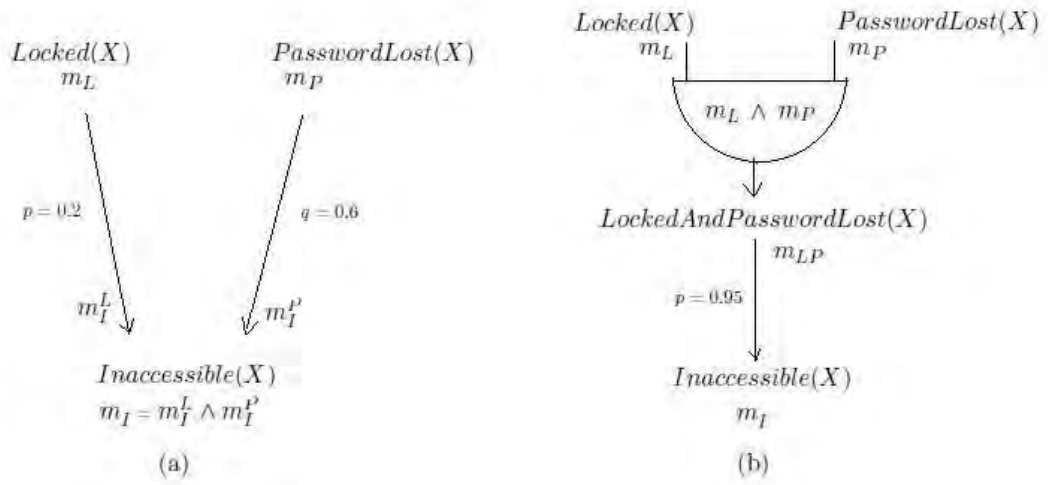 Locked(X) PasswordLost(X)
m_L m_P
p = 0.2 q = 0.6
m_I^L m_I^P
Inaccessible(X)
m_I = m_I^L ∧ m_I^P
(a)
Locked(X) PasswordLost(X)
m_L m_P
m_L ∧ m_P
LockedAndPasswordLost(X)
m_LP
p = 0.95
Inaccessible(X)
m_I
(b)